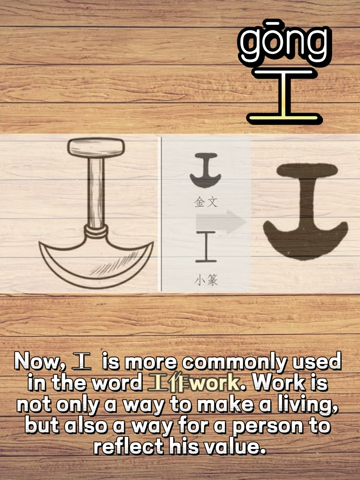 gōng
工
金文
小篆
Now, 工 is more commonly used
in the word 工作work. Work is
not only a way to make a living,
but also a way for a person to
reflect his value.